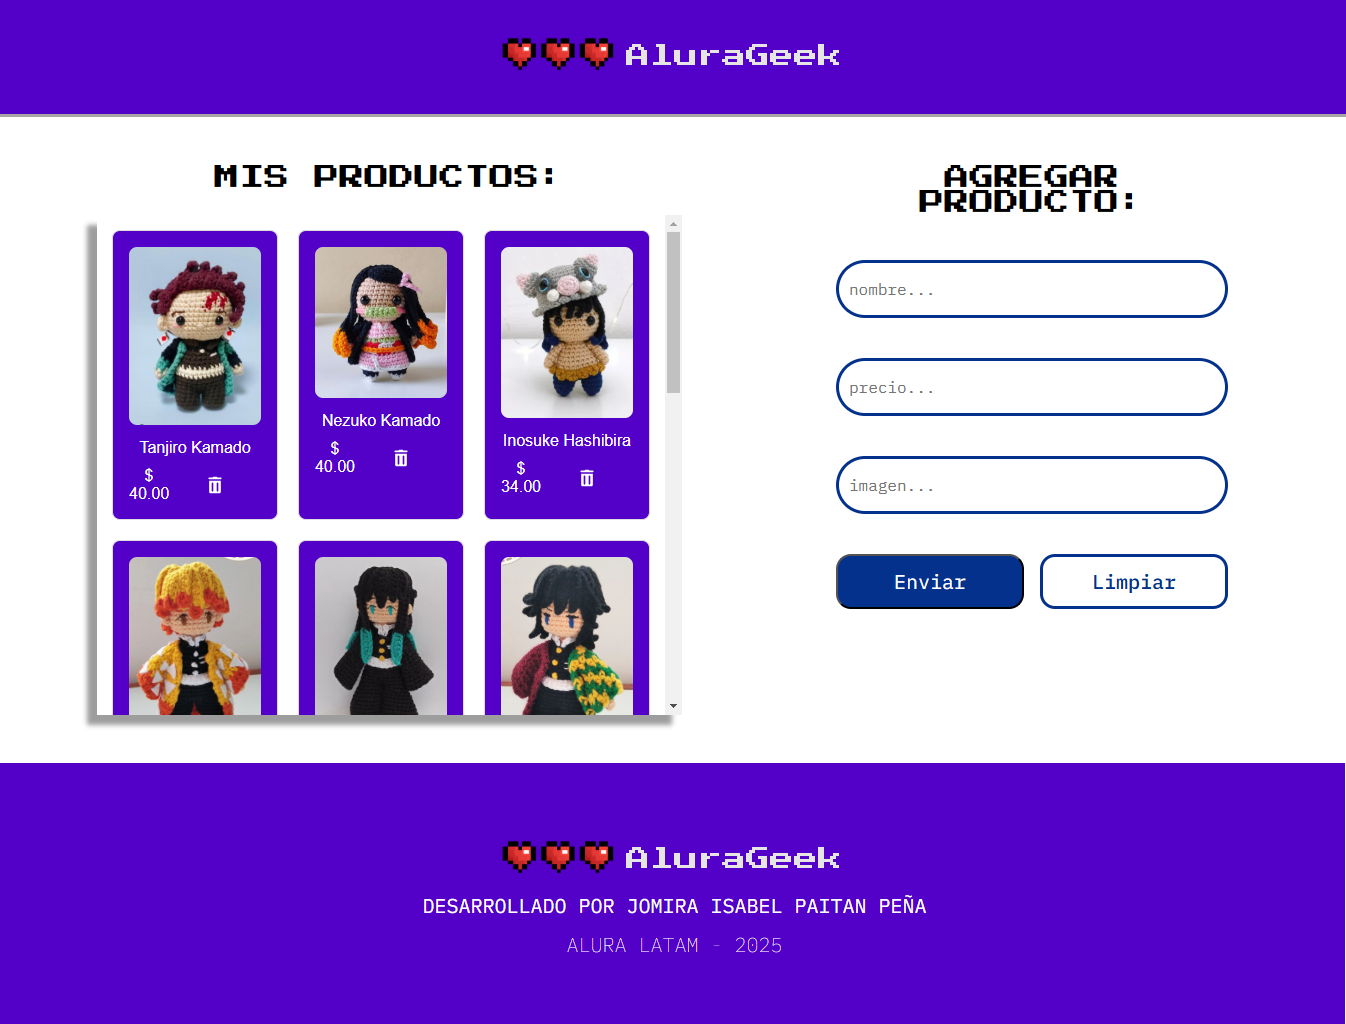 AluraGeek
MIS PRODUCTOS:
Tanjiro Kamado
$
40.00
Nezuko Kamado
$
40.00
Inosuke Hashibira
$
34.00
AGREGAR
PRODUCTO:
nombre...
precio...
imagen...
Enviar
Limpiar
AluraGeek
DESARROLLADO POR JOMIRA ISABEL PAITAN PEÑA
ALURA LATAM - 2025